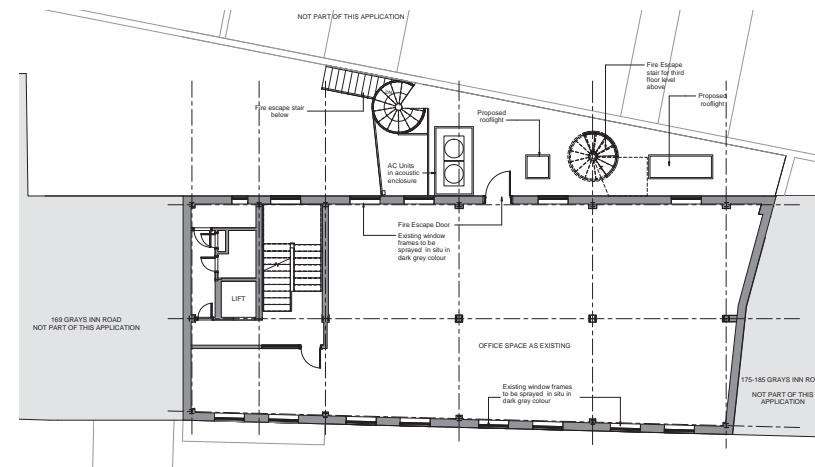 NOT PART OF THIS APPLICATION
Fire Escape
stair for third
floor level
above
Proposed
rooflight
Fire escape stair
below
Proposed
rooflight
AC Units
in acoustic
enclosure
Fire Escape Door
Existing window
frames to be
sprayed in situ in
dark grey colour
LIFT
169 GRAYS INN ROAD
NOT PART OF THIS APPLICATION
OFFICE SPACE AS EXISTING
175-185 GRAYS INN RO
NOT PART OF THIS
APPLICATION
Existing window frames
to be sprayed in situ in
dark grey colour